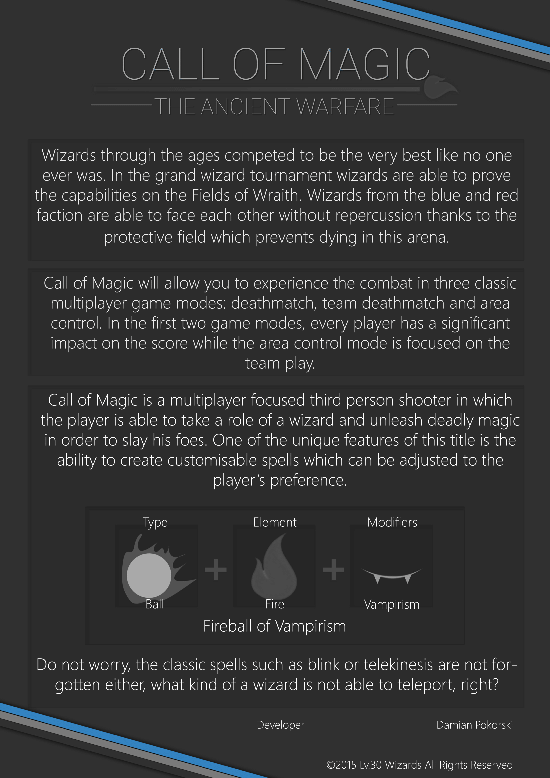 CALL OF MAGIC
THE ANCIENT WARFARE
Wizards through the ages competed to be the very best like no one
ever was. In the grand wizard tournament wizards are able to prove
the capabilities on the Fields of Wraith. Wizards from the blue and red
faction are able to face each other without repercussion thanks to the
protective field which prevents dying in this arena.
Call of Magic will allow you to experience the combat in three classic
multiplayer game modes: deathmatch, team deathmatch and area
control. In the first two game modes, every player has a significant
impact on the score while the area control mode is focused on the
team play.
Call of Magic is a multiplayer focused third person shooter in which
the player is able to take a role of a wizard and unleash deadly magic
in order to slay his foes. One of the unique features of this title is the
ability to create customisable spells which can be adjusted to the
player's preference.
Type Element Modifiers
Ball Fire Vampirism
Fireball of Vampirism
Do not worry, the classic spells such as blink or telekinesis are not for-
gotten either, what kind of a wizard is not able to teleport, right?
Developer Damian Pokorski
©2015 Lv.30 Wizards All Rights Reserved